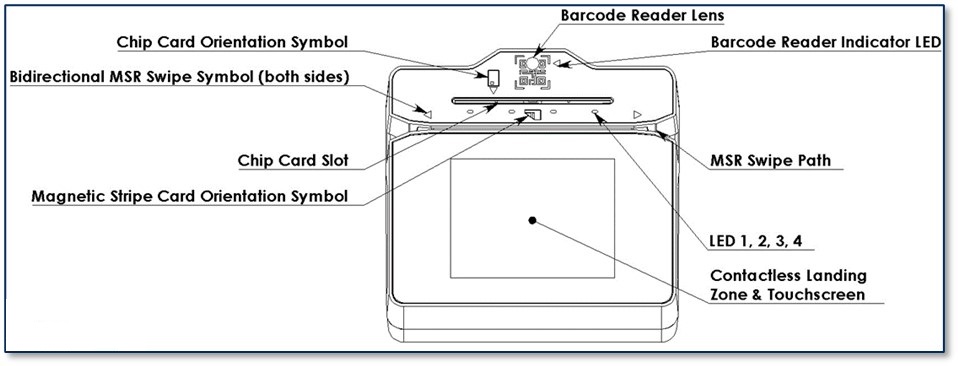 Barcode Reader Lens
Chip Card Orientation Symbol
Barcode Reader Indicator LED
Bidirectional MSR Swipe Symbol (both sides)
Chip Card Slot
MSR Swipe Path
Magnetic Stripe Card Orientation Symbol
LED 1, 2, 3, 4
Contactless Landing
Zone & Touchscreen